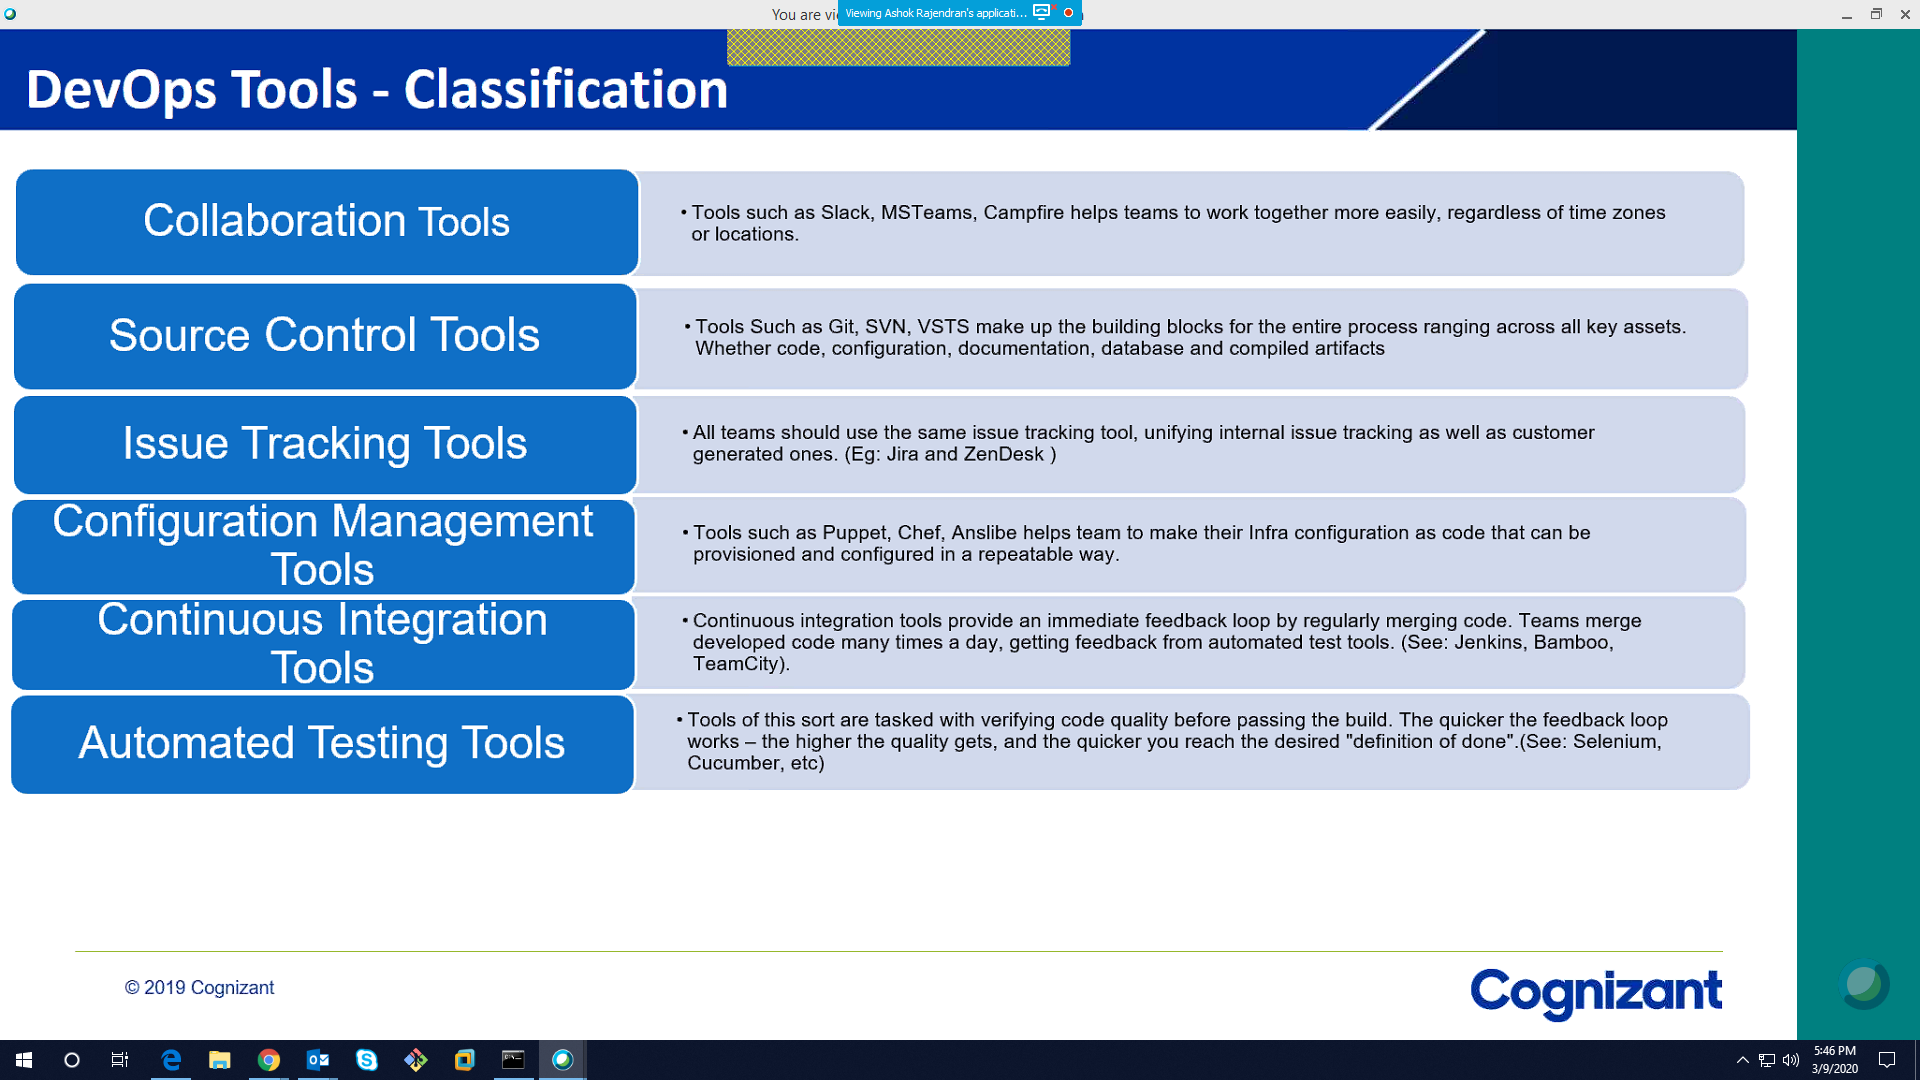 You are vi
Viewing Ashok Rajendran's applicati...
DevOps Tools - Classification
Collaboration Tools
• Tools such as Slack, MSTeams, Campfire helps teams to work together more easily, regardless of time zones
or locations.
Source Control Tools
• Tools Such as Git, SVN, VSTS make up the building blocks for the entire process ranging across all key assets.
Whether code, configuration, documentation, database and compiled artifacts
Issue Tracking Tools
• All teams should use the same issue tracking tool, unifying internal issue tracking as well as customer
generated ones. (Eg: Jira and ZenDesk )
Configuration Management
Tools
• Tools such as Puppet, Chef, Anslibe helps team to make their Infra configuration as code that can be
provisioned and configured in a repeatable way.
Continuous Integration
Tools
• Continuous integration tools provide an immediate feedback loop by regularly merging code. Teams merge
developed code many times a day, getting feedback from automated test tools. (See: Jenkins, Bamboo,
TeamCity).
Automated Testing Tools
• Tools of this sort are tasked with verifying code quality before passing the build. The quicker the feedback loop
works – the higher the quality gets, and the quicker you reach the desired "definition of done".(See: Selenium,
Cucumber, etc)
© 2019 Cognizant
Cognizant
5:46 PM
3/9/2020